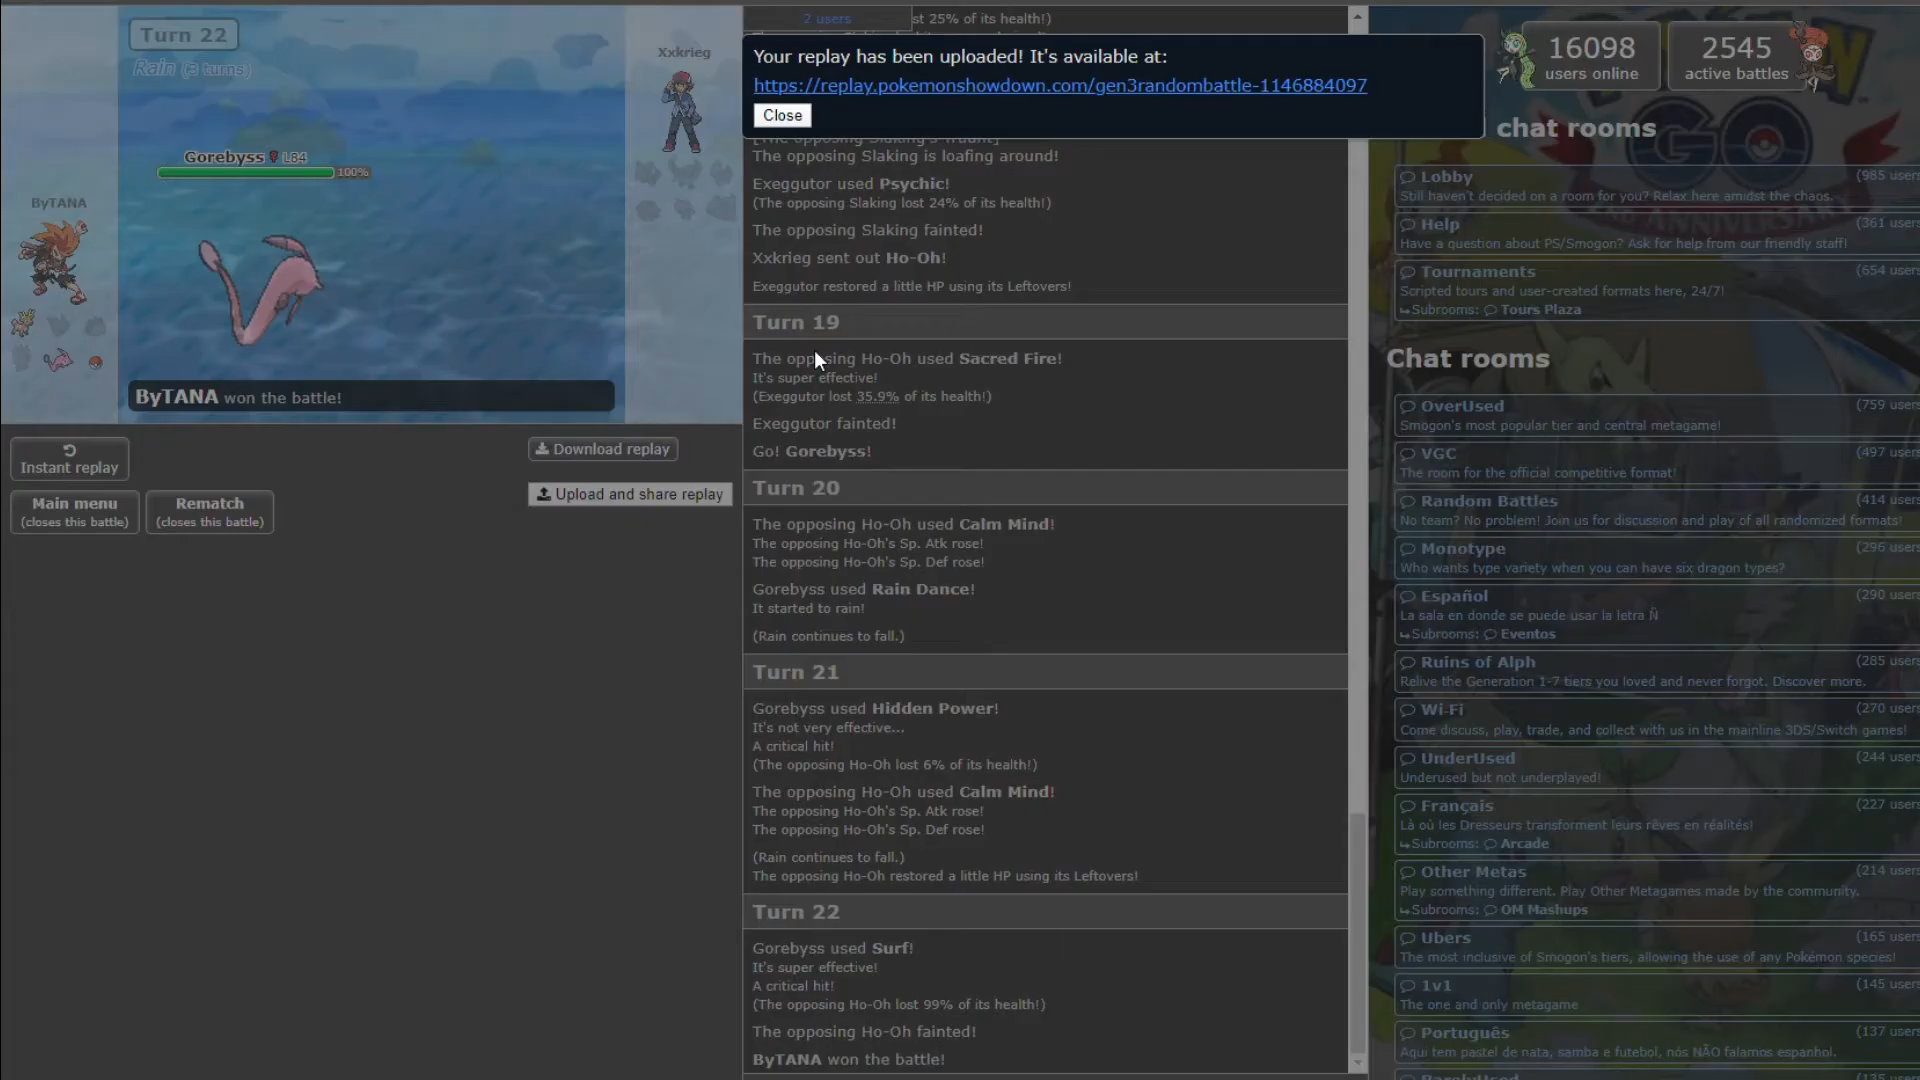 Turn 22
Rain (3 turns)
Xxkrieg
Gorebyss L84
100%
ByTANA
ByTANA won the battle!
Instant replay
Download replay
Upload and share replay
Main menu
(closes this battle)
Rematch
(closes this battle)
2 users
st 25% of its health!)
Your replay has been uploaded! It's available at:
https://replay.pokemonshowdown.com/gen3randombattle-1146884097
Close
[The opposing Slaking's Truant]
The opposing Slaking is loafing around!
Exeggutor used Psychic!
(The opposing Slaking lost 24% of its health!)
The opposing Slaking fainted!
Xxkrieg sent out Ho-Oh!
Exeggutor restored a little HP using its Leftovers!
Turn 19
The opposing Ho-Oh used Sacred Fire!
It's super effective!
(Exeggutor lost 35.9% of its health!)
Exeggutor fainted!
Go! Gorebyss!
Turn 20
The opposing Ho-Oh used Calm Mind!
The opposing Ho-Oh's Sp. Atk rose!
The opposing Ho-Oh's Sp. Def rose!
Gorebyss used Rain Dance!
It started to rain!
(Rain continues to fall.)
Turn 21
Gorebyss used Hidden Power!
It's not very effective...
A critical hit!
(The opposing Ho-Oh lost 6% of its health!)
The opposing Ho-Oh used Calm Mind!
The opposing Ho-Oh's Sp. Atk rose!
The opposing Ho-Oh's Sp. Def rose!
(Rain continues to fall.)
The opposing Ho-Oh restored a little HP using its Leftovers!
Turn 22
Gorebyss used Surf!
It's super effective!
A critical hit!
(The opposing Ho-Oh lost 99% of its health!)
The opposing Ho-Oh fainted!
ByTANA won the battle!
16098
users online
2545
active battles
GO
ANNIVERSARY
chat rooms
Lobby (985 users
Still haven't decided on a room for you? Relax here amidst the chaos.
Help (361 users
Have a question about PS/Smogon? Ask for help from our friendly staff!
Tournaments (654 users
Scripted tours and user-created formats here, 24/7!
Subrooms: Tours Plaza
Chat rooms
OverUsed (759 users
Smogon's most popular tier and central metagame!
VGC (497 users
The room for the official competitive format!
Random Battles (414 users
No team? No problem! Join us for discussion and play of all randomized formats!
Monotype (296 users
Who wants type variety when you can have six dragon types?
Español (290 users
La sala en donde se puede usar la letra Ñ
Subrooms: Eventos
Ruins of Alph (285 users
Relive the Generation 1-7 tiers you loved and never forgot. Discover more.
Wi-Fi (270 users
Come discuss, play, trade, and collect with us in the mainline 3DS/Switch games!
UnderUsed (244 users
Underused but not underplayed!
Français (227 users
Là où les Dresseurs transforment leurs rêves en réalités!
Subrooms: Arcade
Other Metas (214 users
Play something different. Play Other Metagames made by the community.
Subrooms: OM Mashups
Ubers (165 users
The most inclusive of Smogon's tiers, allowing the use of any Pokémon species!
1v1 (145 users
The one and only metagame
Português (137 users
Aqui tem pastel de nata, samba e futebol, nós NÃO falamos espanhol.
RarelyUsed (135 users